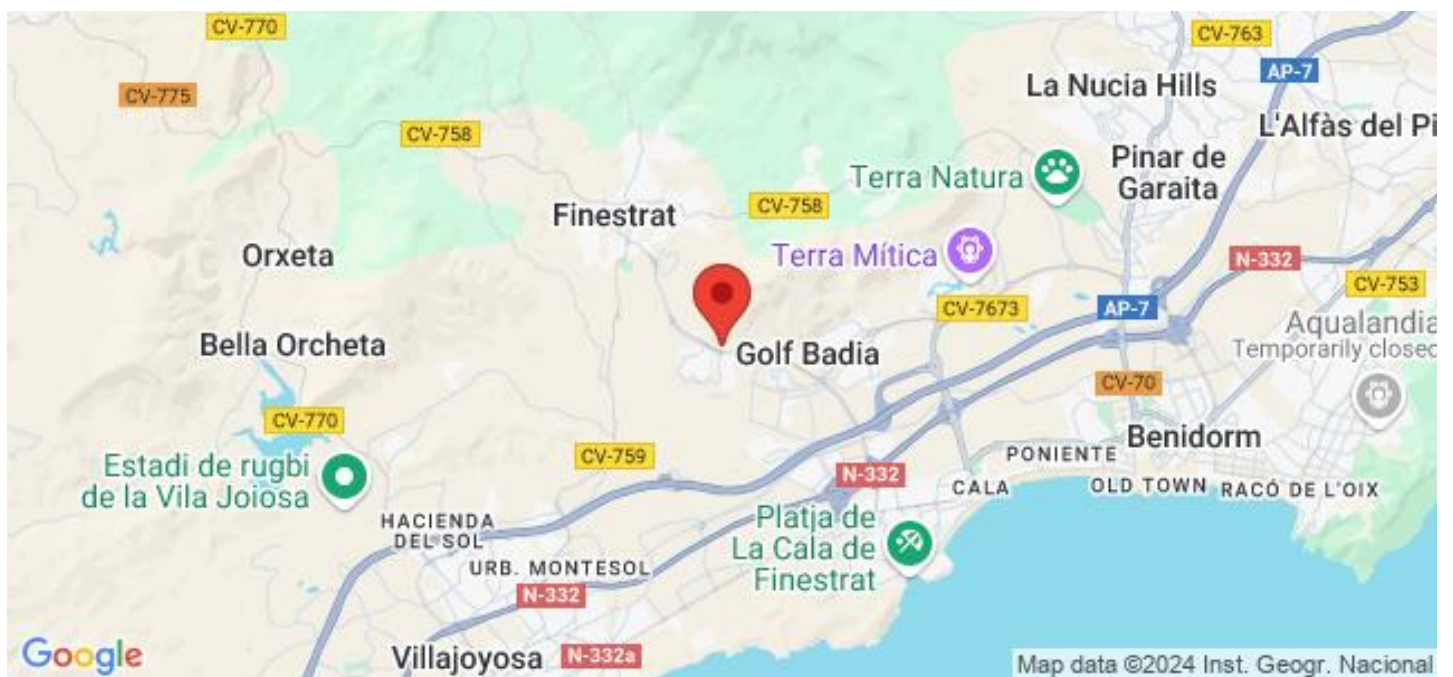 CV-770
CV-763
AP-7
CV-775
La Nucia Hills
CV-758
L'Alfàs del Pi
Pinar de
Garaita
Terra Natura
Finestrat
CV-758
Orxeta
Terra Mítica
N-332
CV-753
CV-7673
AP-7
Aqualandia
Temporarily closed
Bella Orcheta
Golf Badia
CV-70
CV-770
Benidorm
CV-759
PONIENTE
Estadi de rugbi
de la Vila Joiosa
N-332
CALA
OLD TOWN
RACÓ DE L'OIX
HACIENDA
DEL SOL
Platja de
La Cala de
Finestrat
URB. MONTESOL
N-332
Villajoyosa
N-332a
Google
Map data ©2024 Inst. Geogr. Nacional